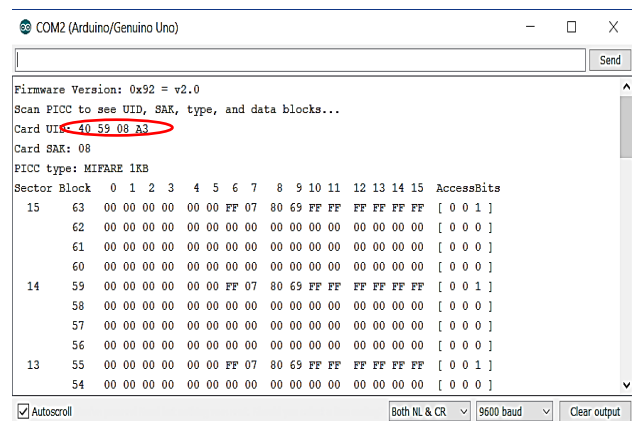 COM2 (Arduino/Genuino Uno)
Send
Firmware Version: 0x92 = v2.0
Scan PICC to see UID, SAK, type, and data blocks...
Card UID: 40 59 08 A3
Card SAK: 08
PICC type: MIFARE 1KB
Sector Block 0 1 2 3 4 5 6 7 8 9 10 11 12 13 14 15 AccessBits
15 63 00 00 00 00 00 00 FF 07 80 69 FF FF FF FF FF FF [ 0 0 1 ]
62 00 00 00 00 00 00 00 00 00 00 00 00 00 00 00 00 [ 0 0 0 ]
61 00 00 00 00 00 00 00 00 00 00 00 00 00 00 00 00 [ 0 0 0 ]
60 00 00 00 00 00 00 00 00 00 00 00 00 00 00 00 00 [ 0 0 0 ]
14 59 00 00 00 00 00 00 FF 07 80 69 FF FF FF FF FF FF [ 0 0 1 ]
58 00 00 00 00 00 00 00 00 00 00 00 00 00 00 00 00 [ 0 0 0 ]
57 00 00 00 00 00 00 00 00 00 00 00 00 00 00 00 00 [ 0 0 0 ]
56 00 00 00 00 00 00 00 00 00 00 00 00 00 00 00 00 [ 0 0 0 ]
13 55 00 00 00 00 00 00 FF 07 80 69 FF FF FF FF FF FF [ 0 0 1 ]
54 00 00 00 00 00 00 00 00 00 00 00 00 00 00 00 00 [ 0 0 0 ]
Autoscroll Both NL & CR 9600 baud Clear output